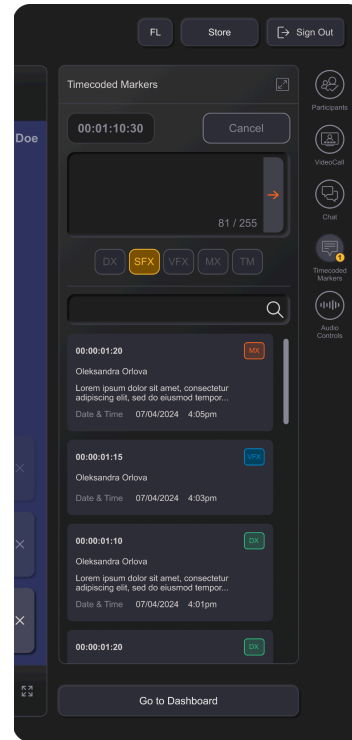 FL
Store
Sign Out
Timecoded Markers
Participants
Doe
00:01:10:30
Cancel
VideoCall
81 / 255
Chat
DX
SFX
VFX
MX
TM
1
Timecoded
Markers
Audio
Controls
00:00:01:20
MX
Oleksandra Orlova
Lorem ipsum dolor sit amet, consectetur
adipiscing elit, sed do eiusmod tempor...
Date & Time 07/04/2024 4:05pm
00:00:01:15
VFX
Oleksandra Orlova
Date & Time 07/04/2024 4:03pm
00:00:01:10
DX
Oleksandra Orlova
Lorem ipsum dolor sit amet, consectetur
adipiscing elit, sed do eiusmod tempor...
Date & Time 07/04/2024 4:01pm
00:00:01:20
DX
Go to Dashboard